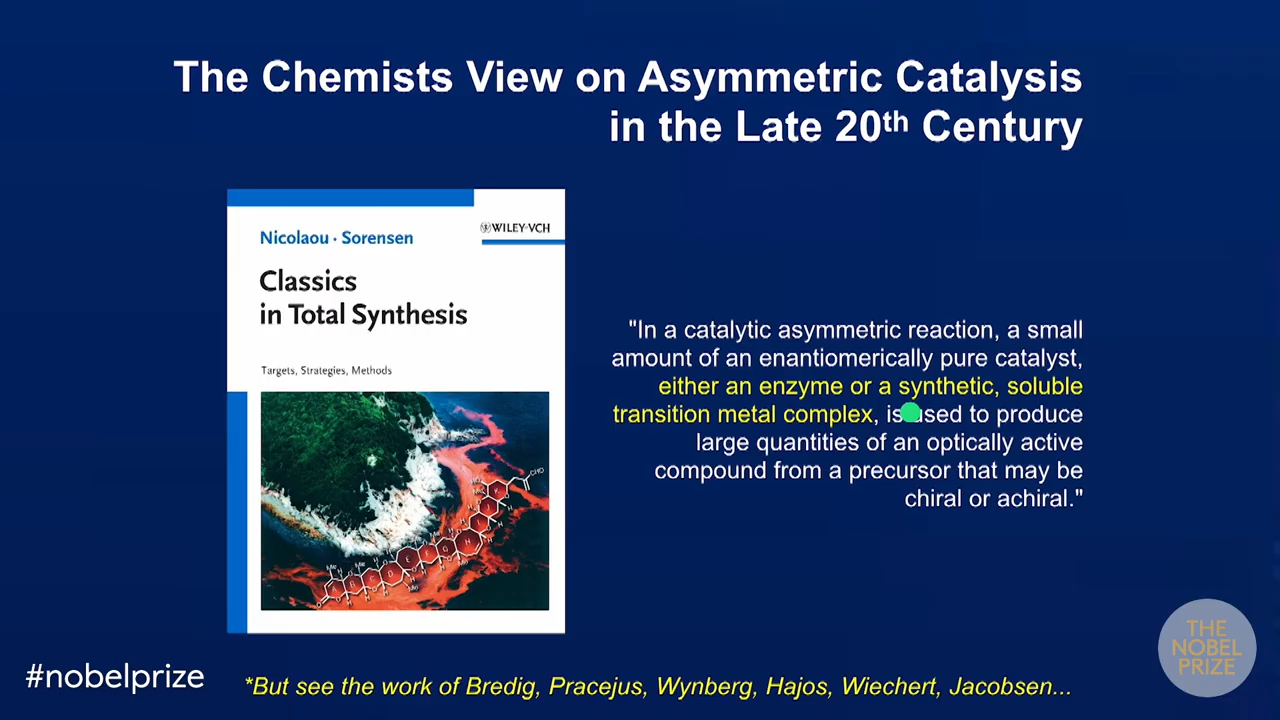 The Chemists View on Asymmetric Catalysis
in the Late 20th Century
Nicolaou · Sorensen
WILEY-VCH
Classics
in Total Synthesis
Targets, Strategies, Methods
"In a catalytic asymmetric reaction, a small
amount of an enantiomerically pure catalyst,
either an enzyme or a synthetic, soluble
transition metal complex, is used to produce
large quantities of an optically active
compound from a precursor that may be
chiral or achiral."
#nobelprize
*But see the work of Bredig, Pracejus, Wynberg, Hajos, Wiechert, Jacobsen...
THE
NOBEL
PRIZE